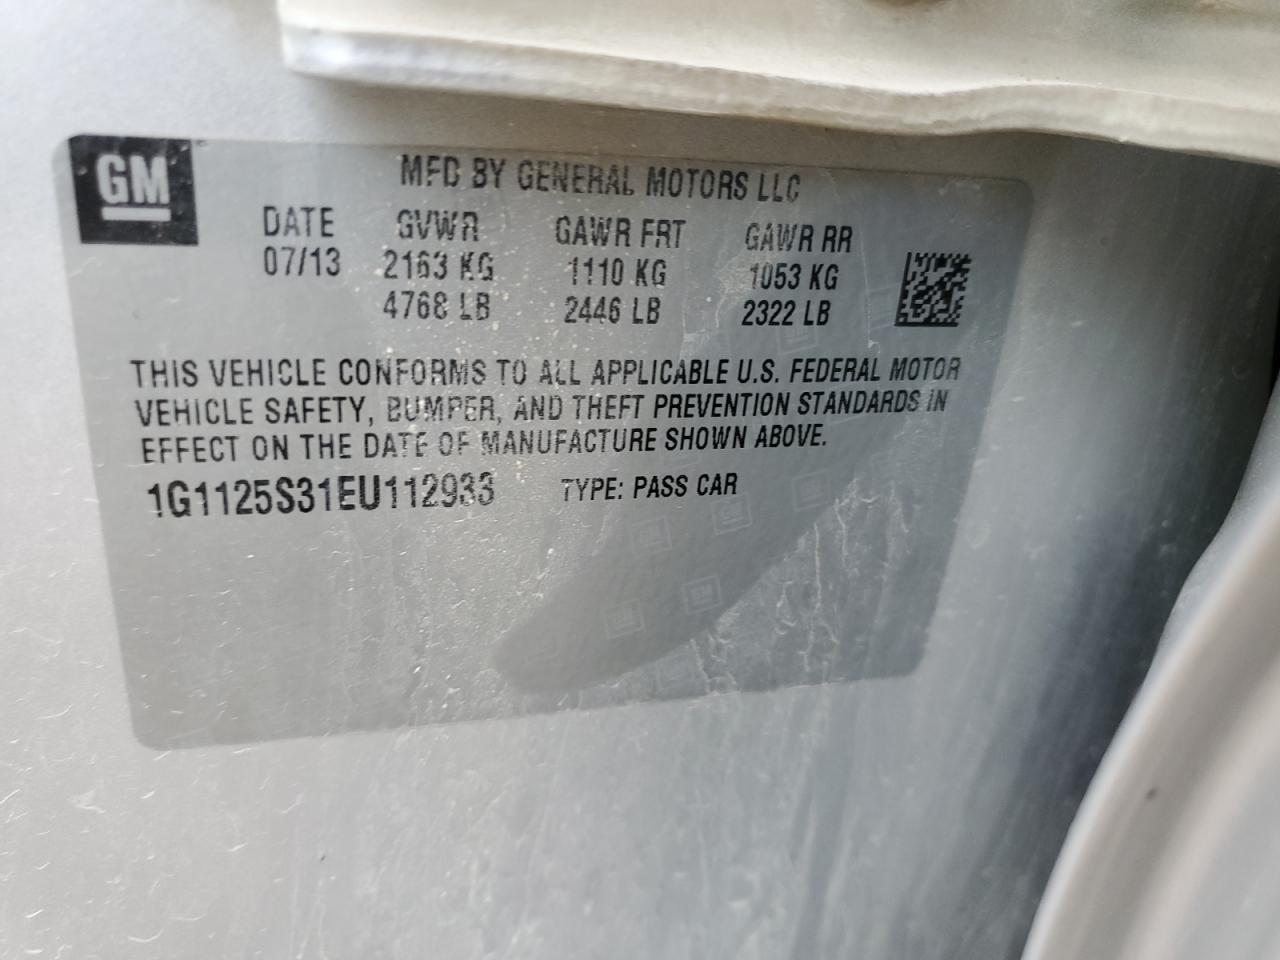 GM
MFD BY GENERAL MOTORS LLC
DATE GVWR GAWR FRT GAWR RR
07/13 2163 KG 1110 KG 1053 KG
4768 LB 2446 LB 2322 LB
THIS VEHICLE CONFORMS TO ALL APPLICABLE U.S. FEDERAL MOTOR
VEHICLE SAFETY, BUMPER, AND THEFT PREVENTION STANDARDS IN
EFFECT ON THE DATE OF MANUFACTURE SHOWN ABOVE.
1G1125S31EU112933 TYPE: PASS CAR